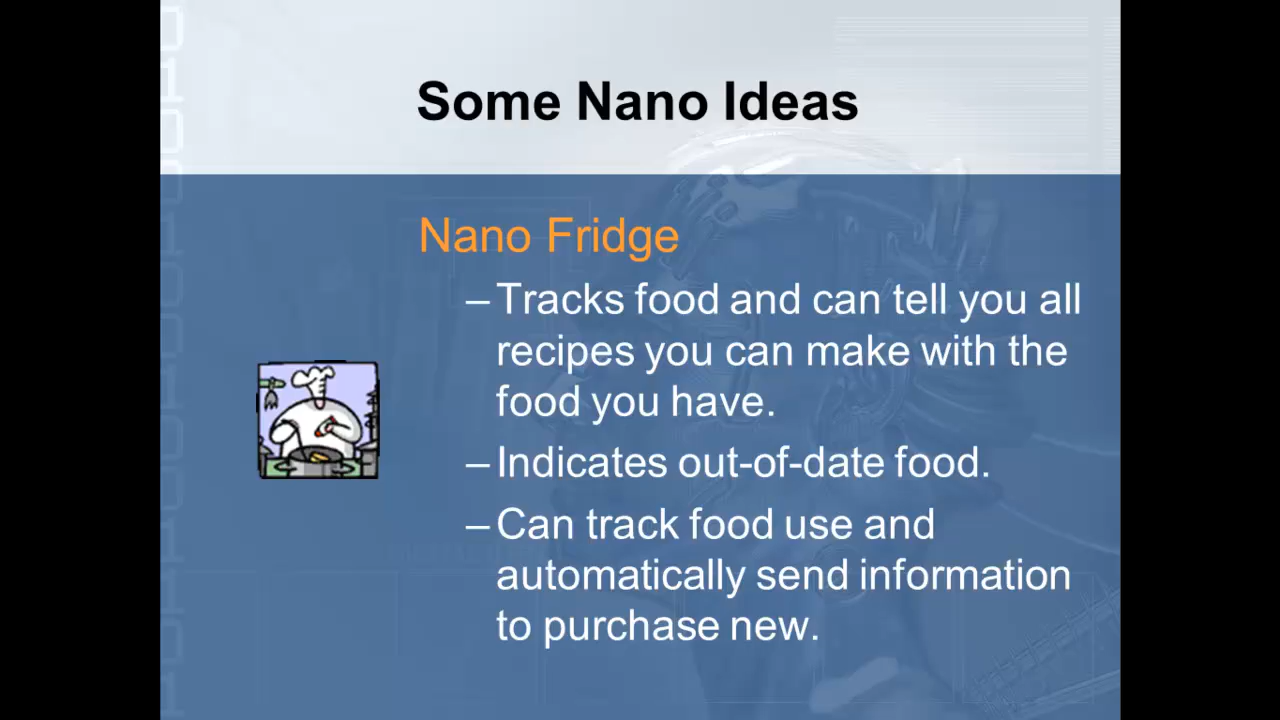 Some Nano Ideas
Nano Fridge
–Tracks food and can tell you all
recipes you can make with the
food you have.
–Indicates out-of-date food.
–Can track food use and
automatically send information
to purchase new.